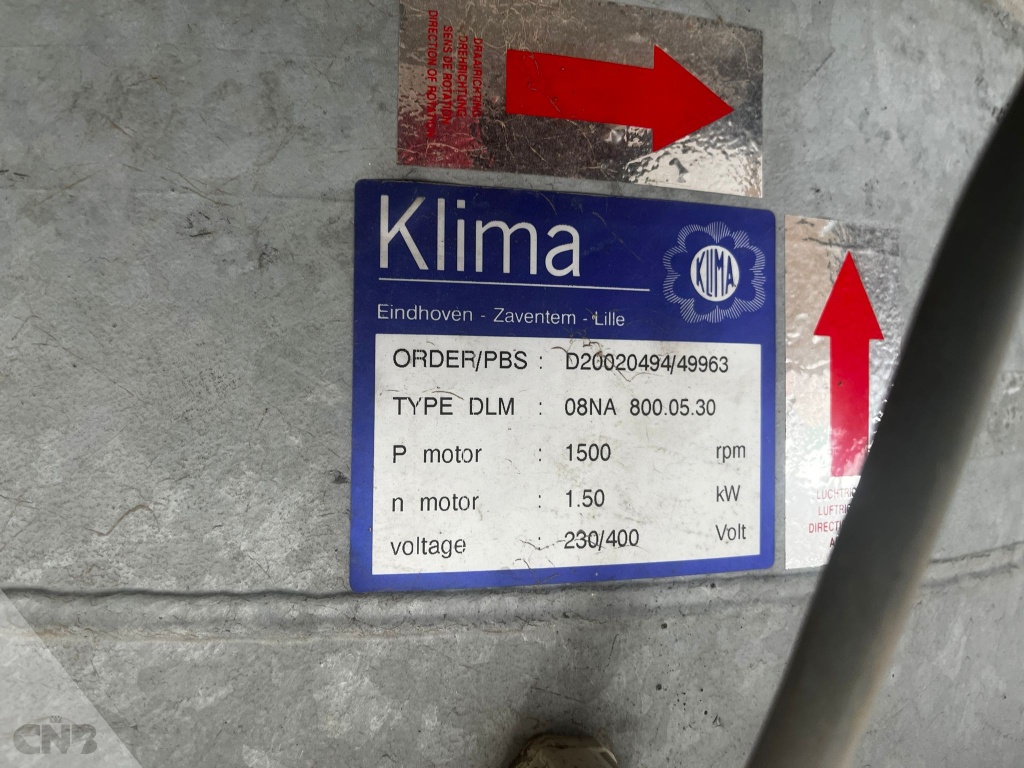 DRAAIRICHTING
DREHRICHTUNG
SENS DE ROTATION
DIRECTION OF ROTATION
Klima
KLIMA
Eindhoven - Zaventem - Lille
ORDER/PBS : D20020494/49963
TYPE DLM : 08NA 800.05.30
P motor : 1500 rpm
n motor : 1.50 kW
voltage : 230/400 Volt
CNB